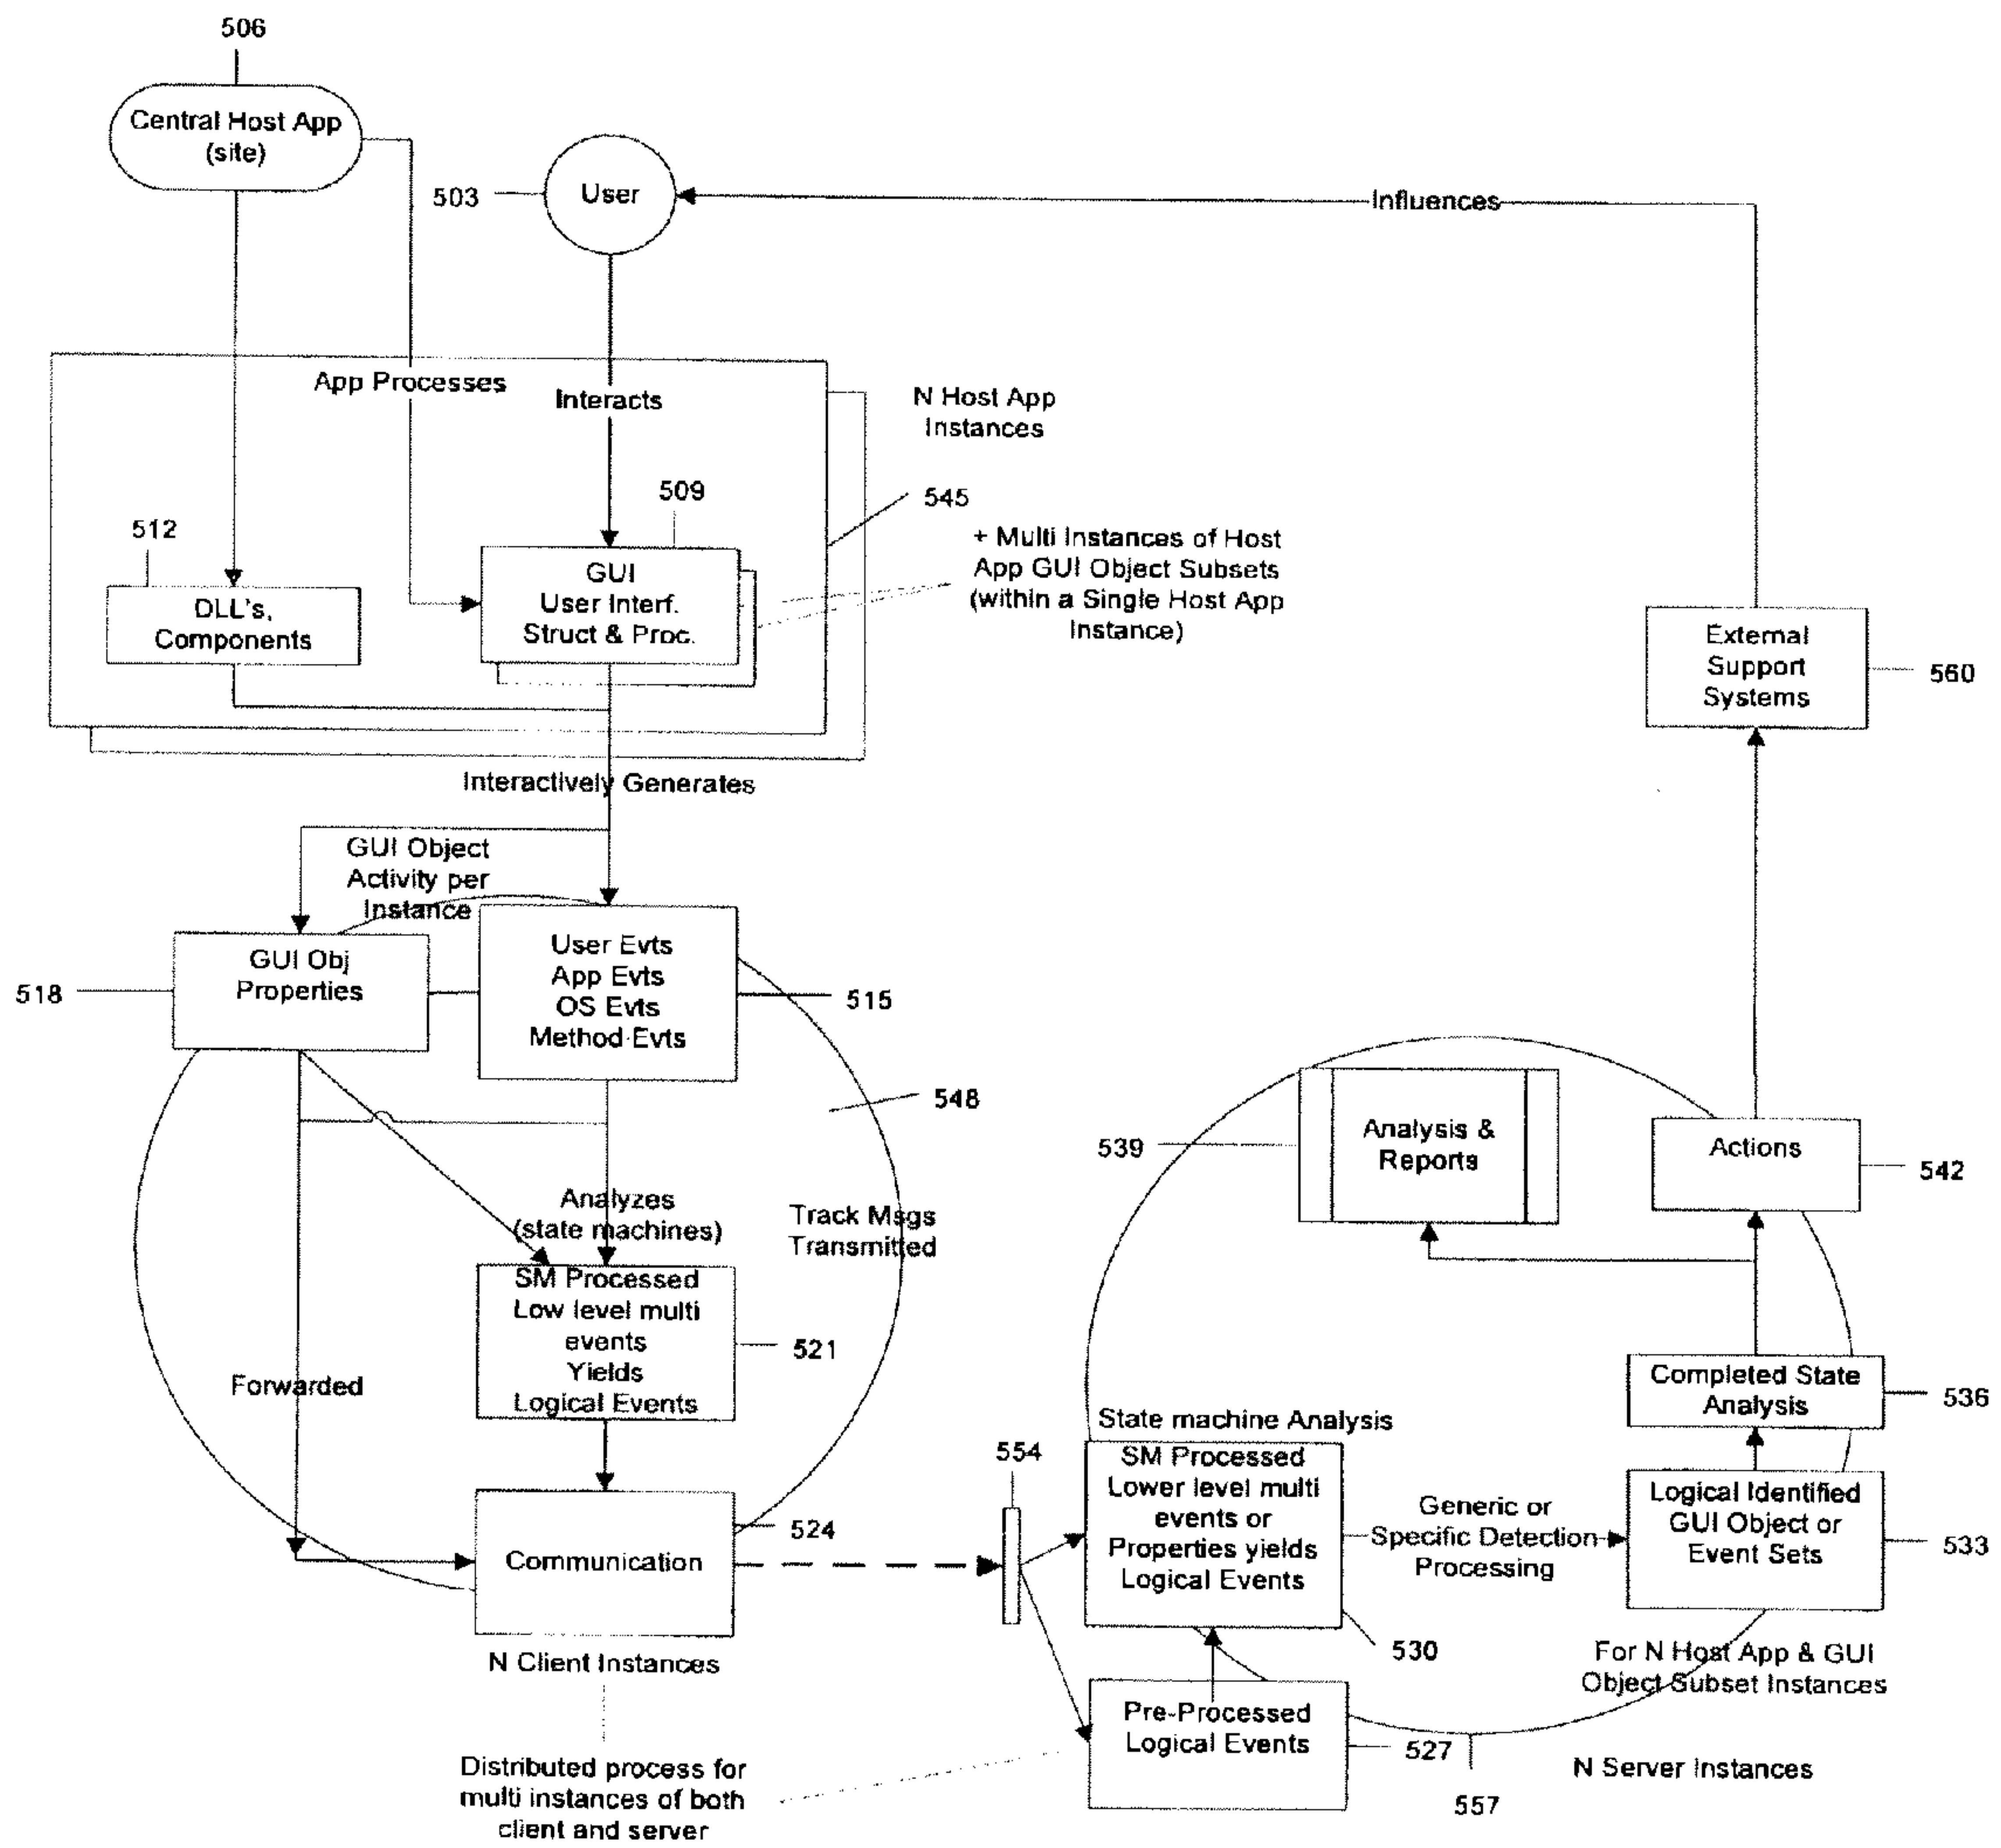 506
Central Host App
(site)
503
User
Influences
App Processes
Interacts
N Host App
Instances
509
545
512
+ Multi Instances of Host
App GUI Object Subsets
(within a Single Host App
Instance)
GUI
User Interf.
Struct & Proc.
DLL's,
Components
External
Support
Systems
560
Interactively Generates
GUI Object
Activity per
Instance
GUI Obj
Properties
518
User Evts
App Evts
OS Evts
Method Evts
515
548
539
Analysis &
Reports
Actions
542
Analyzes
(state machines)
Track Msgs
Transmitted
SM Processed
Low level multi
events
Yields
Logical Events
521
Forwarded
Completed State
Analysis
536
State machine Analysis
554
SM Processed
Lower level multi
events or
Properties yields
Logical Events
530
Generic or
Specific Detection
Processing
Logical Identified
GUI Object or
Event Sets
533
524
Communication
N Client Instances
For N Host App & GUI
Object Subset Instances
Pre-Processed
Logical Events
527
557
N Server Instances
Distributed process for
multi instances of both
client and server